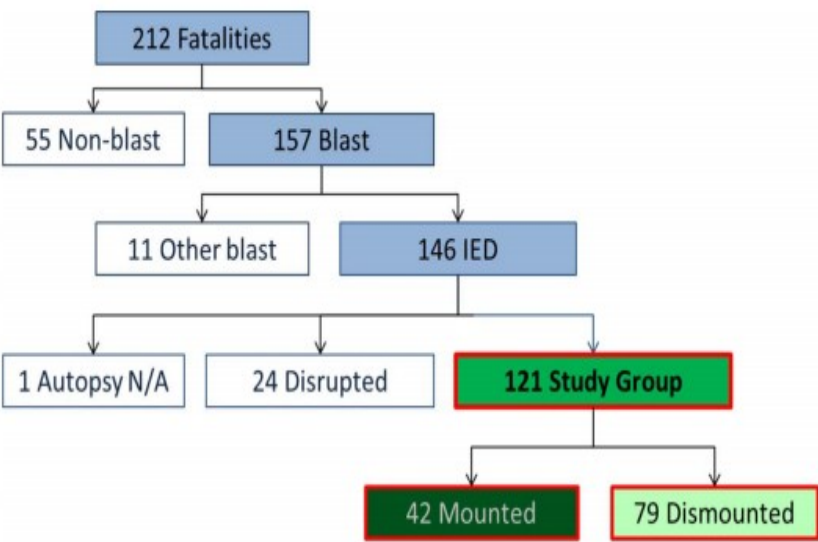 212 Fatalities
55 Non-blast
157 Blast
11 Other blast
146 IED
1 Autopsy N/A
24 Disrupted
121 Study Group
42 Mounted
79 Dismounted